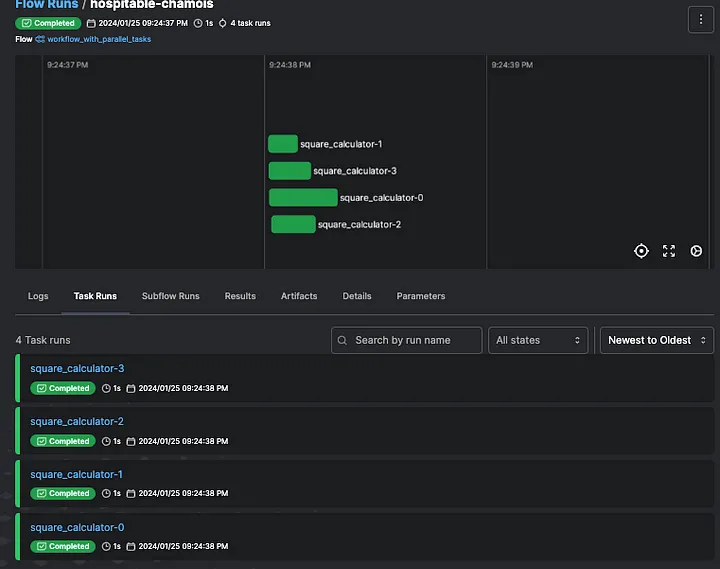 Flow Runs / hospitable-chamois
Completed 2024/01/25 09:24:37 PM 1s 4 task runs
Flow workflow_with_parallel_tasks
9:24:37 PM 9:24:38 PM 9:24:39 PM
square_calculator-1
square_calculator-3
square_calculator-0
square_calculator-2
Logs Task Runs Subflow Runs Results Artifacts Details Parameters
4 Task runs Search by run name All states Newest to Oldest
square_calculator-3
Completed 1s 2024/01/25 09:24:38 PM
square_calculator-2
Completed 1s 2024/01/25 09:24:38 PM
square_calculator-1
Completed 1s 2024/01/25 09:24:38 PM
square_calculator-0
Completed 1s 2024/01/25 09:24:38 PM